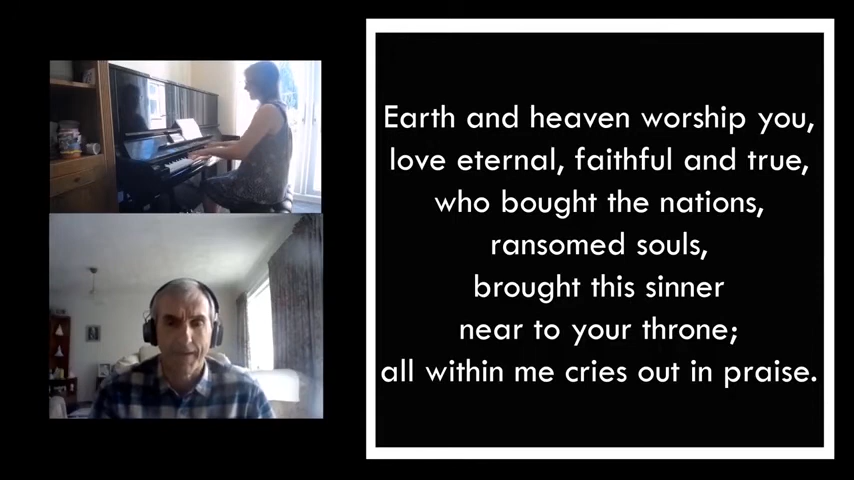 Earth and heaven worship you,
love eternal, faithful and true,
who bought the nations,
ransomed souls,
brought this sinner
near to your throne;
all within me cries out in praise.